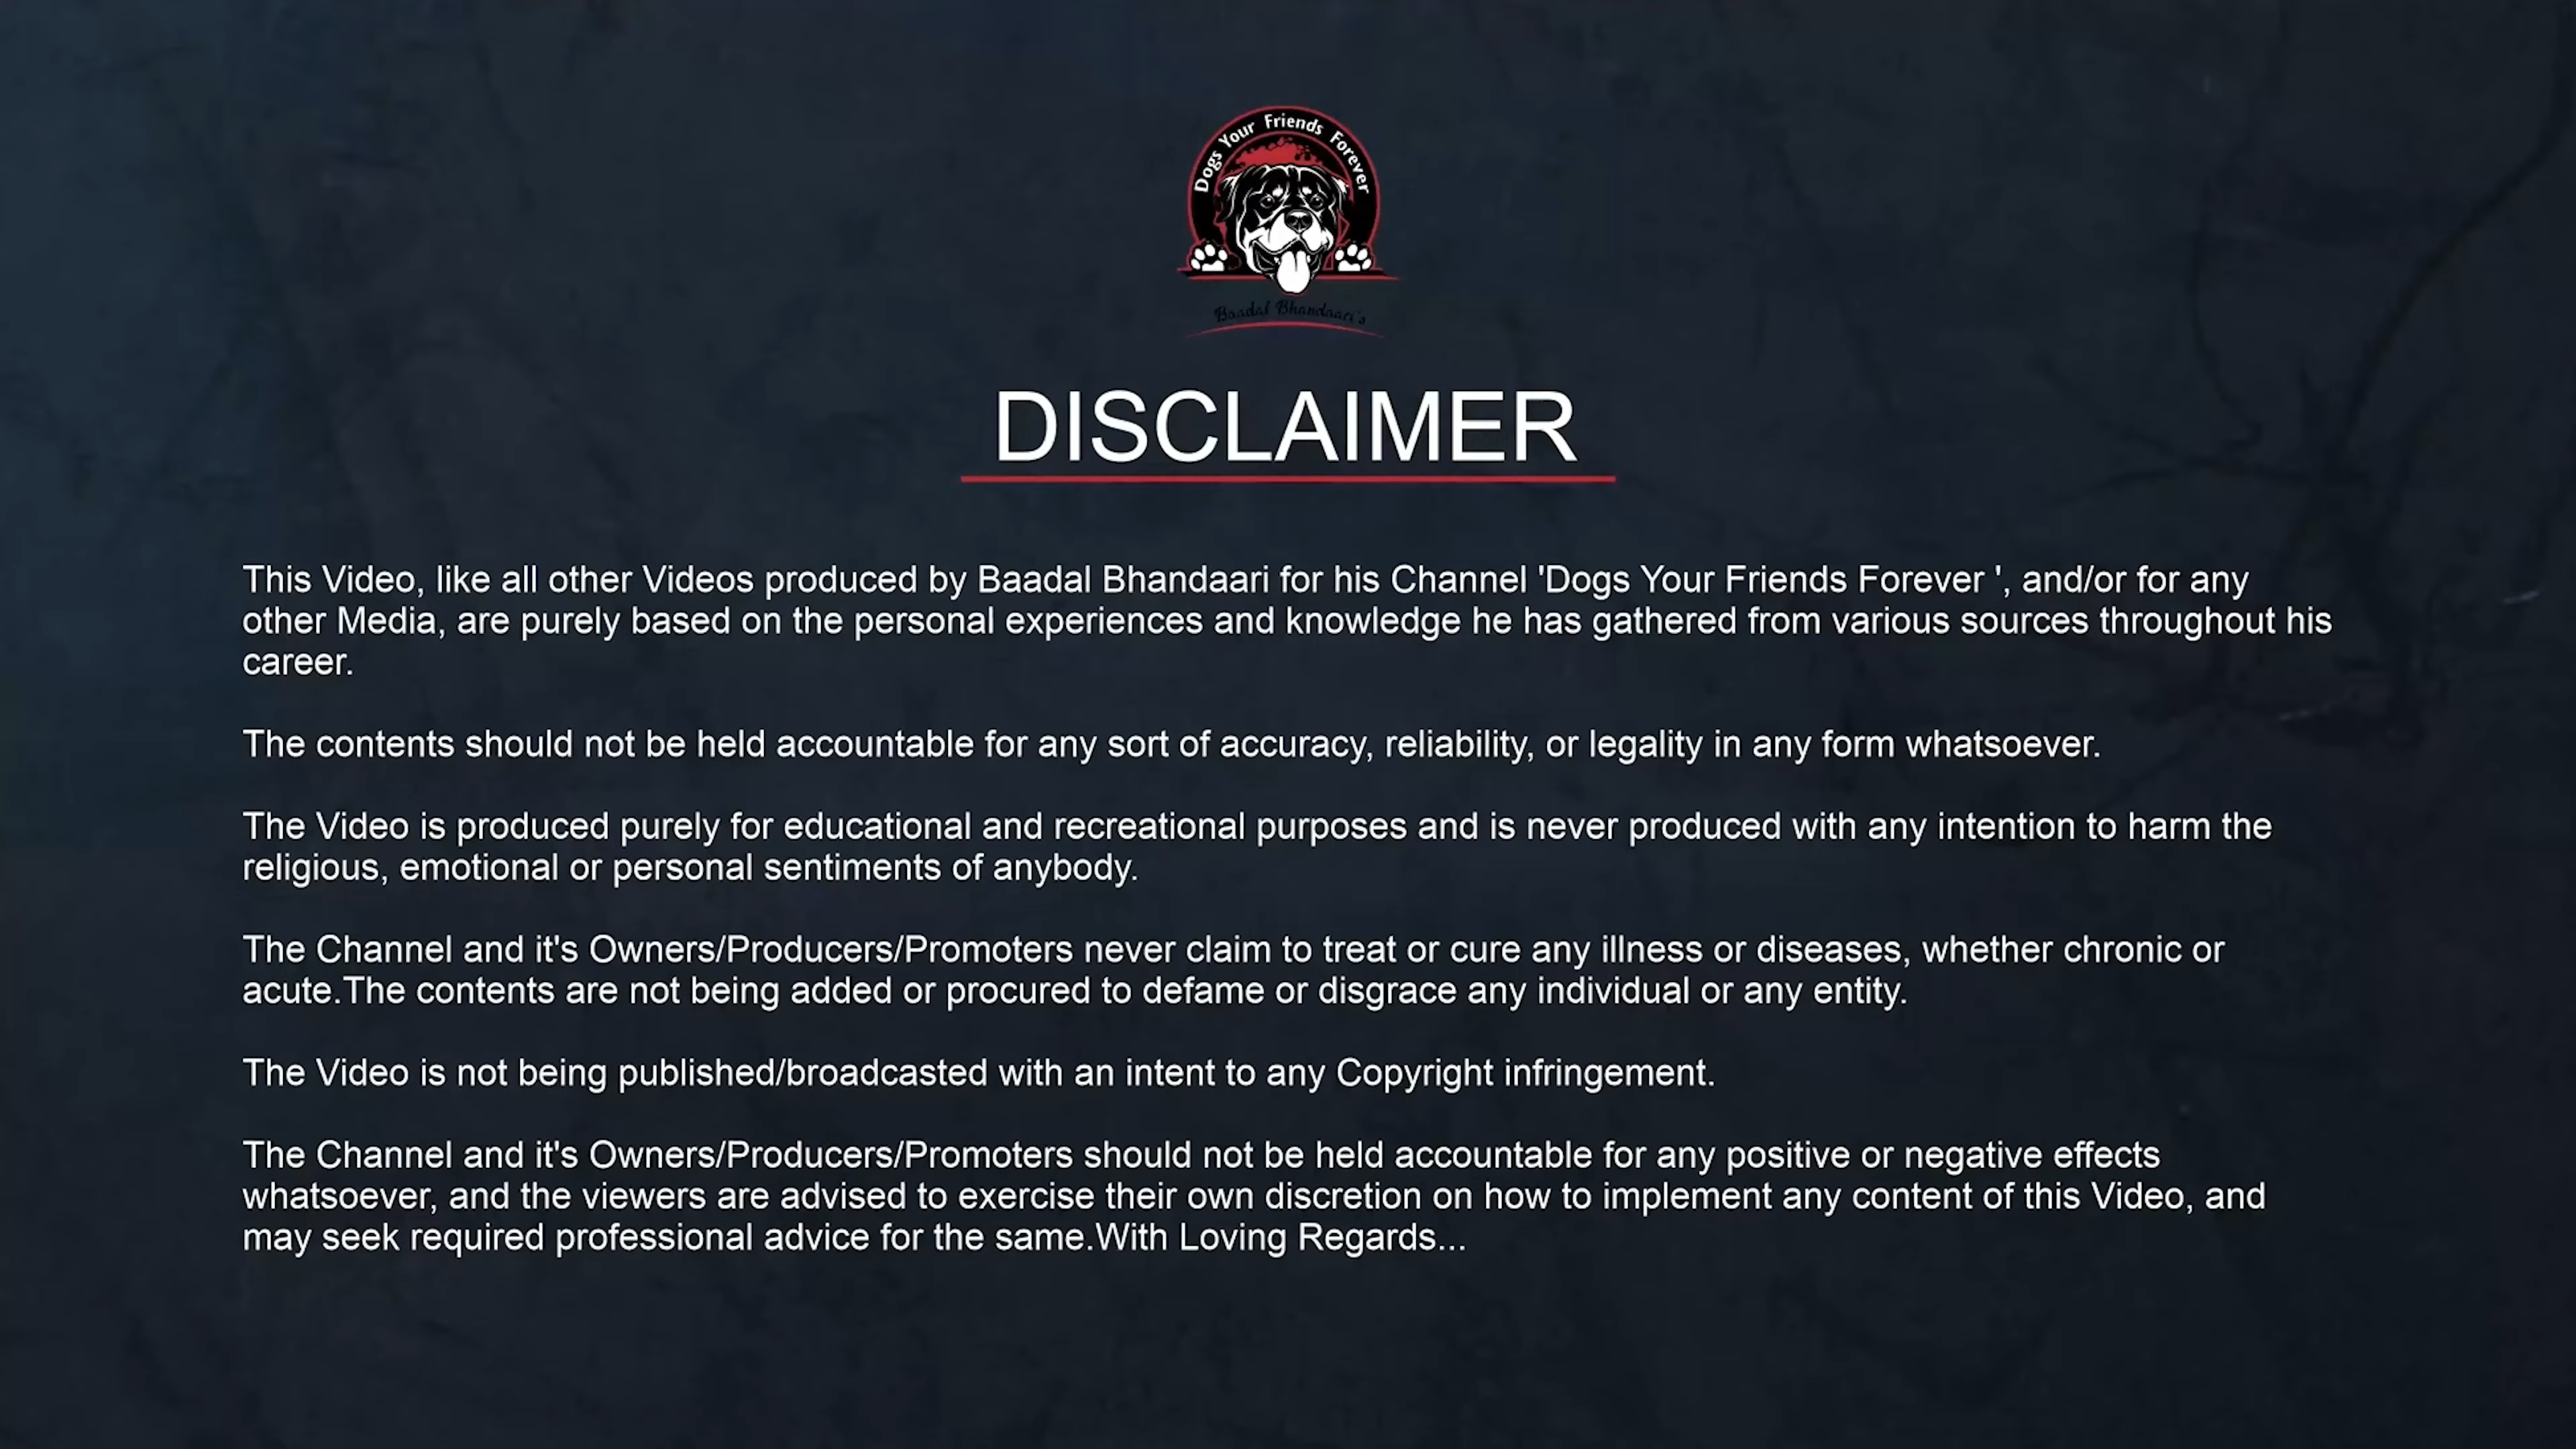 Dogs Your Friends Forever
Baadal Bhandaari's
DISCLAIMER
This Video, like all other Videos produced by Baadal Bhandaari for his Channel 'Dogs Your Friends Forever ', and/or for any
other Media, are purely based on the personal experiences and knowledge he has gathered from various sources throughout his
career.
The contents should not be held accountable for any sort of accuracy, reliability, or legality in any form whatsoever.
The Video is produced purely for educational and recreational purposes and is never produced with any intention to harm the
religious, emotional or personal sentiments of anybody.
The Channel and it's Owners/Producers/Promoters never claim to treat or cure any illness or diseases, whether chronic or
acute.The contents are not being added or procured to defame or disgrace any individual or any entity.
The Video is not being published/broadcasted with an intent to any Copyright infringement.
The Channel and it's Owners/Producers/Promoters should not be held accountable for any positive or negative effects
whatsoever, and the viewers are advised to exercise their own discretion on how to implement any content of this Video, and
may seek required professional advice for the same.With Loving Regards...